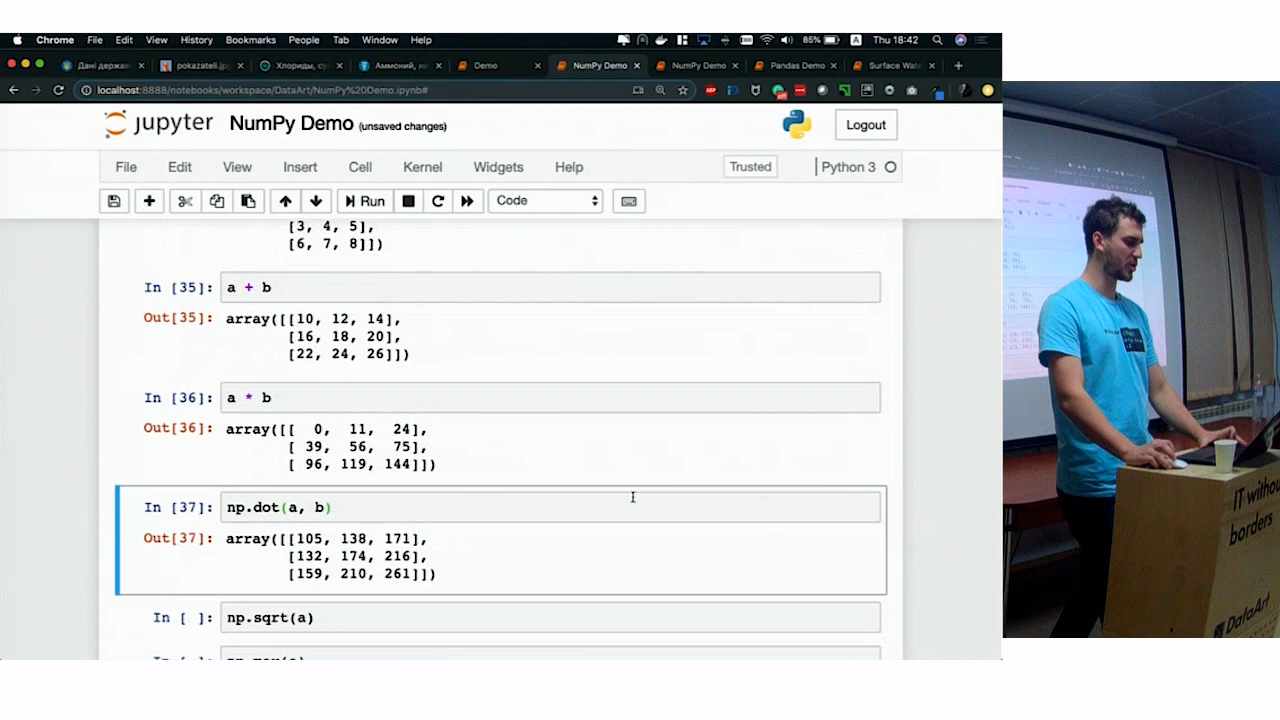 Chrome File Edit View History Bookmarks People Tab Window Help 85% A Thu 18:42
Дані держав pokazateli.jp Хлориды, су Аммоний, н Demo NumPy Demo NumPy Demo Pandas Demo Surface Wat
localhost:8888/notebooks/workspace/DataArt/NumPy%20Demo.ipynb#
jupyter NumPy Demo (unsaved changes) Logout
File Edit View Insert Cell Kernel Widgets Help Trusted Python 3
Run Code
[3, 4, 5],
[6, 7, 8]])
In [35]: a + b
Out[35]: array([[10, 12, 14],
[16, 18, 20],
[22, 24, 26]])
In [36]: a * b
Out[36]: array([[  0,  11,  24],
[ 39,  56,  75],
[ 96, 119, 144]])
In [37]: np.dot(a, b)
Out[37]: array([[105, 138, 171],
[132, 174, 216],
[159, 210, 261]])
In [ ]: np.sqrt(a)
IT without
borders
DataArt